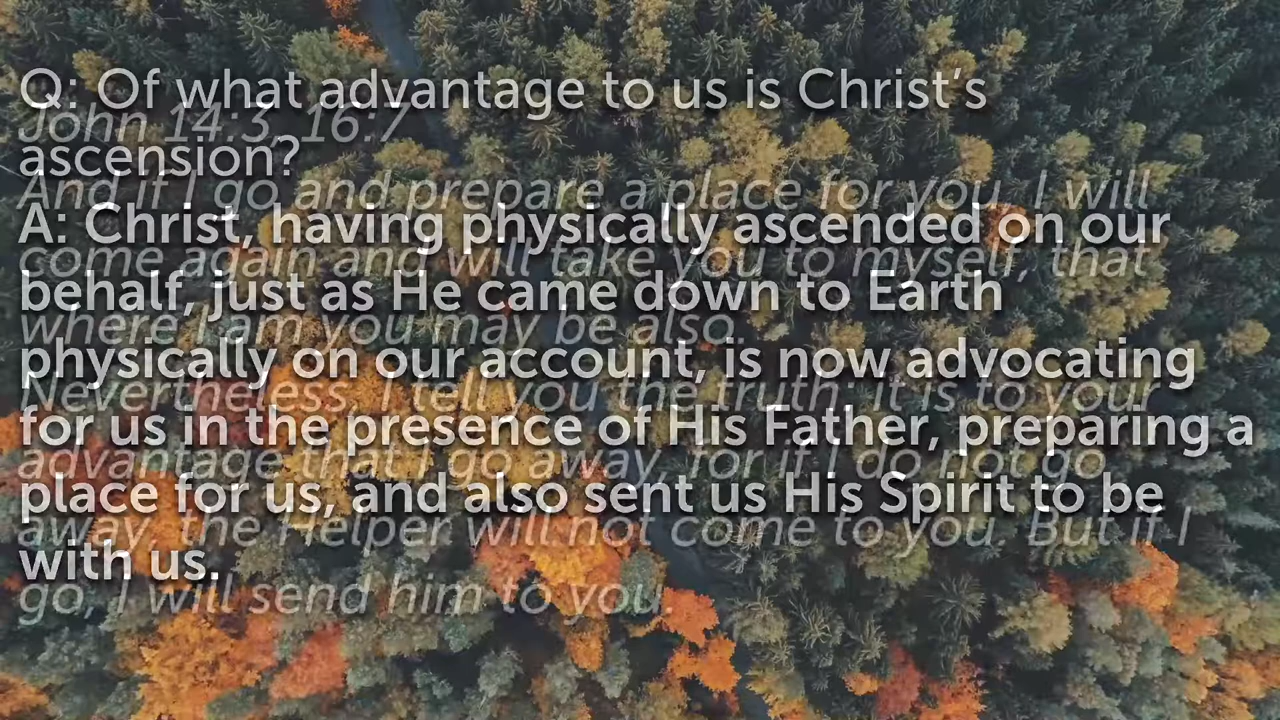 Q: Of what advantage to us is Christ's
ascension?
A: Christ, having physically ascended on our
behalf, just as He came down to Earth
physically on our account, is now advocating
for us in the presence of His Father, preparing a
place for us, and also sent us His Spirit to be
with us.
John 14:3, 16:7
And if I go and prepare a place for you, I will
come again and will take you to myself, that
where I am you may be also.
Nevertheless, I tell you the truth: it is to your
advantage that I go away, for if I do not go
away, the Helper will not come to you. But if I
go, I will send him to you.